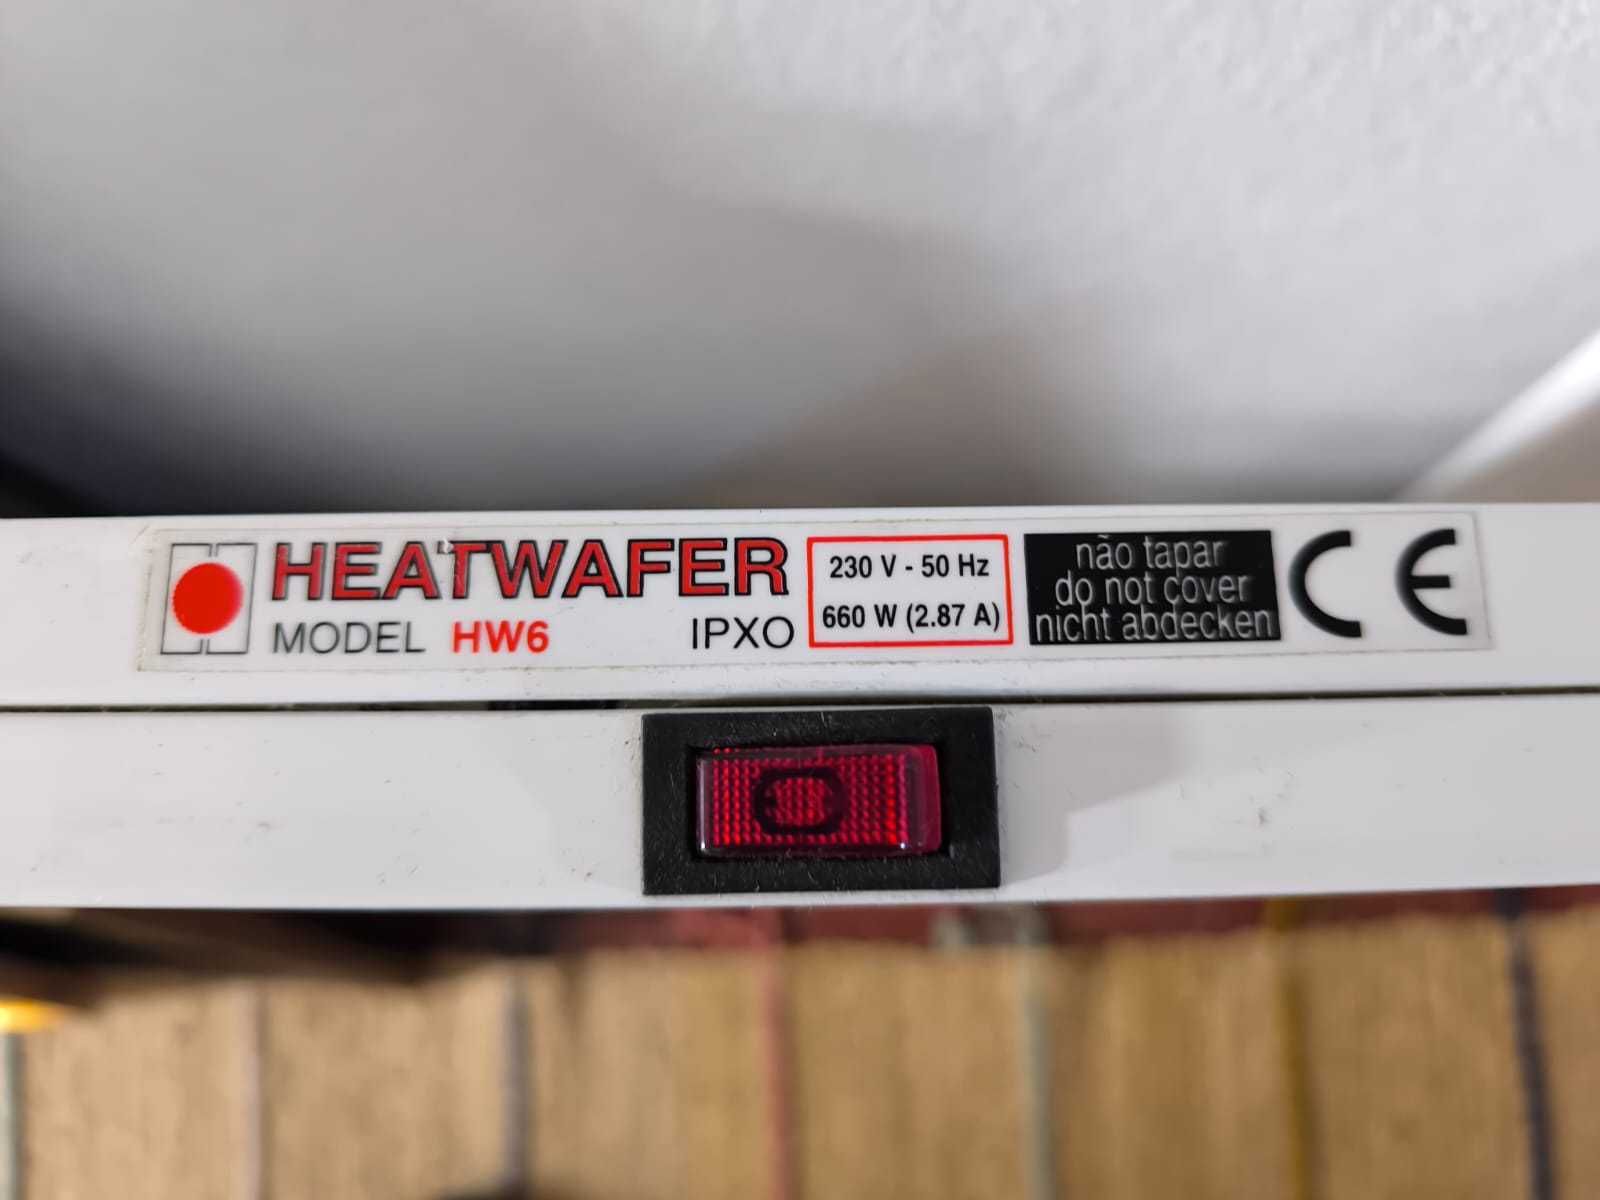 HEATWAFER
MODEL HW6 IPXO
230 V - 50 Hz
660 W (2.87 A)
não tapar
do not cover
nicht abdecken
CE